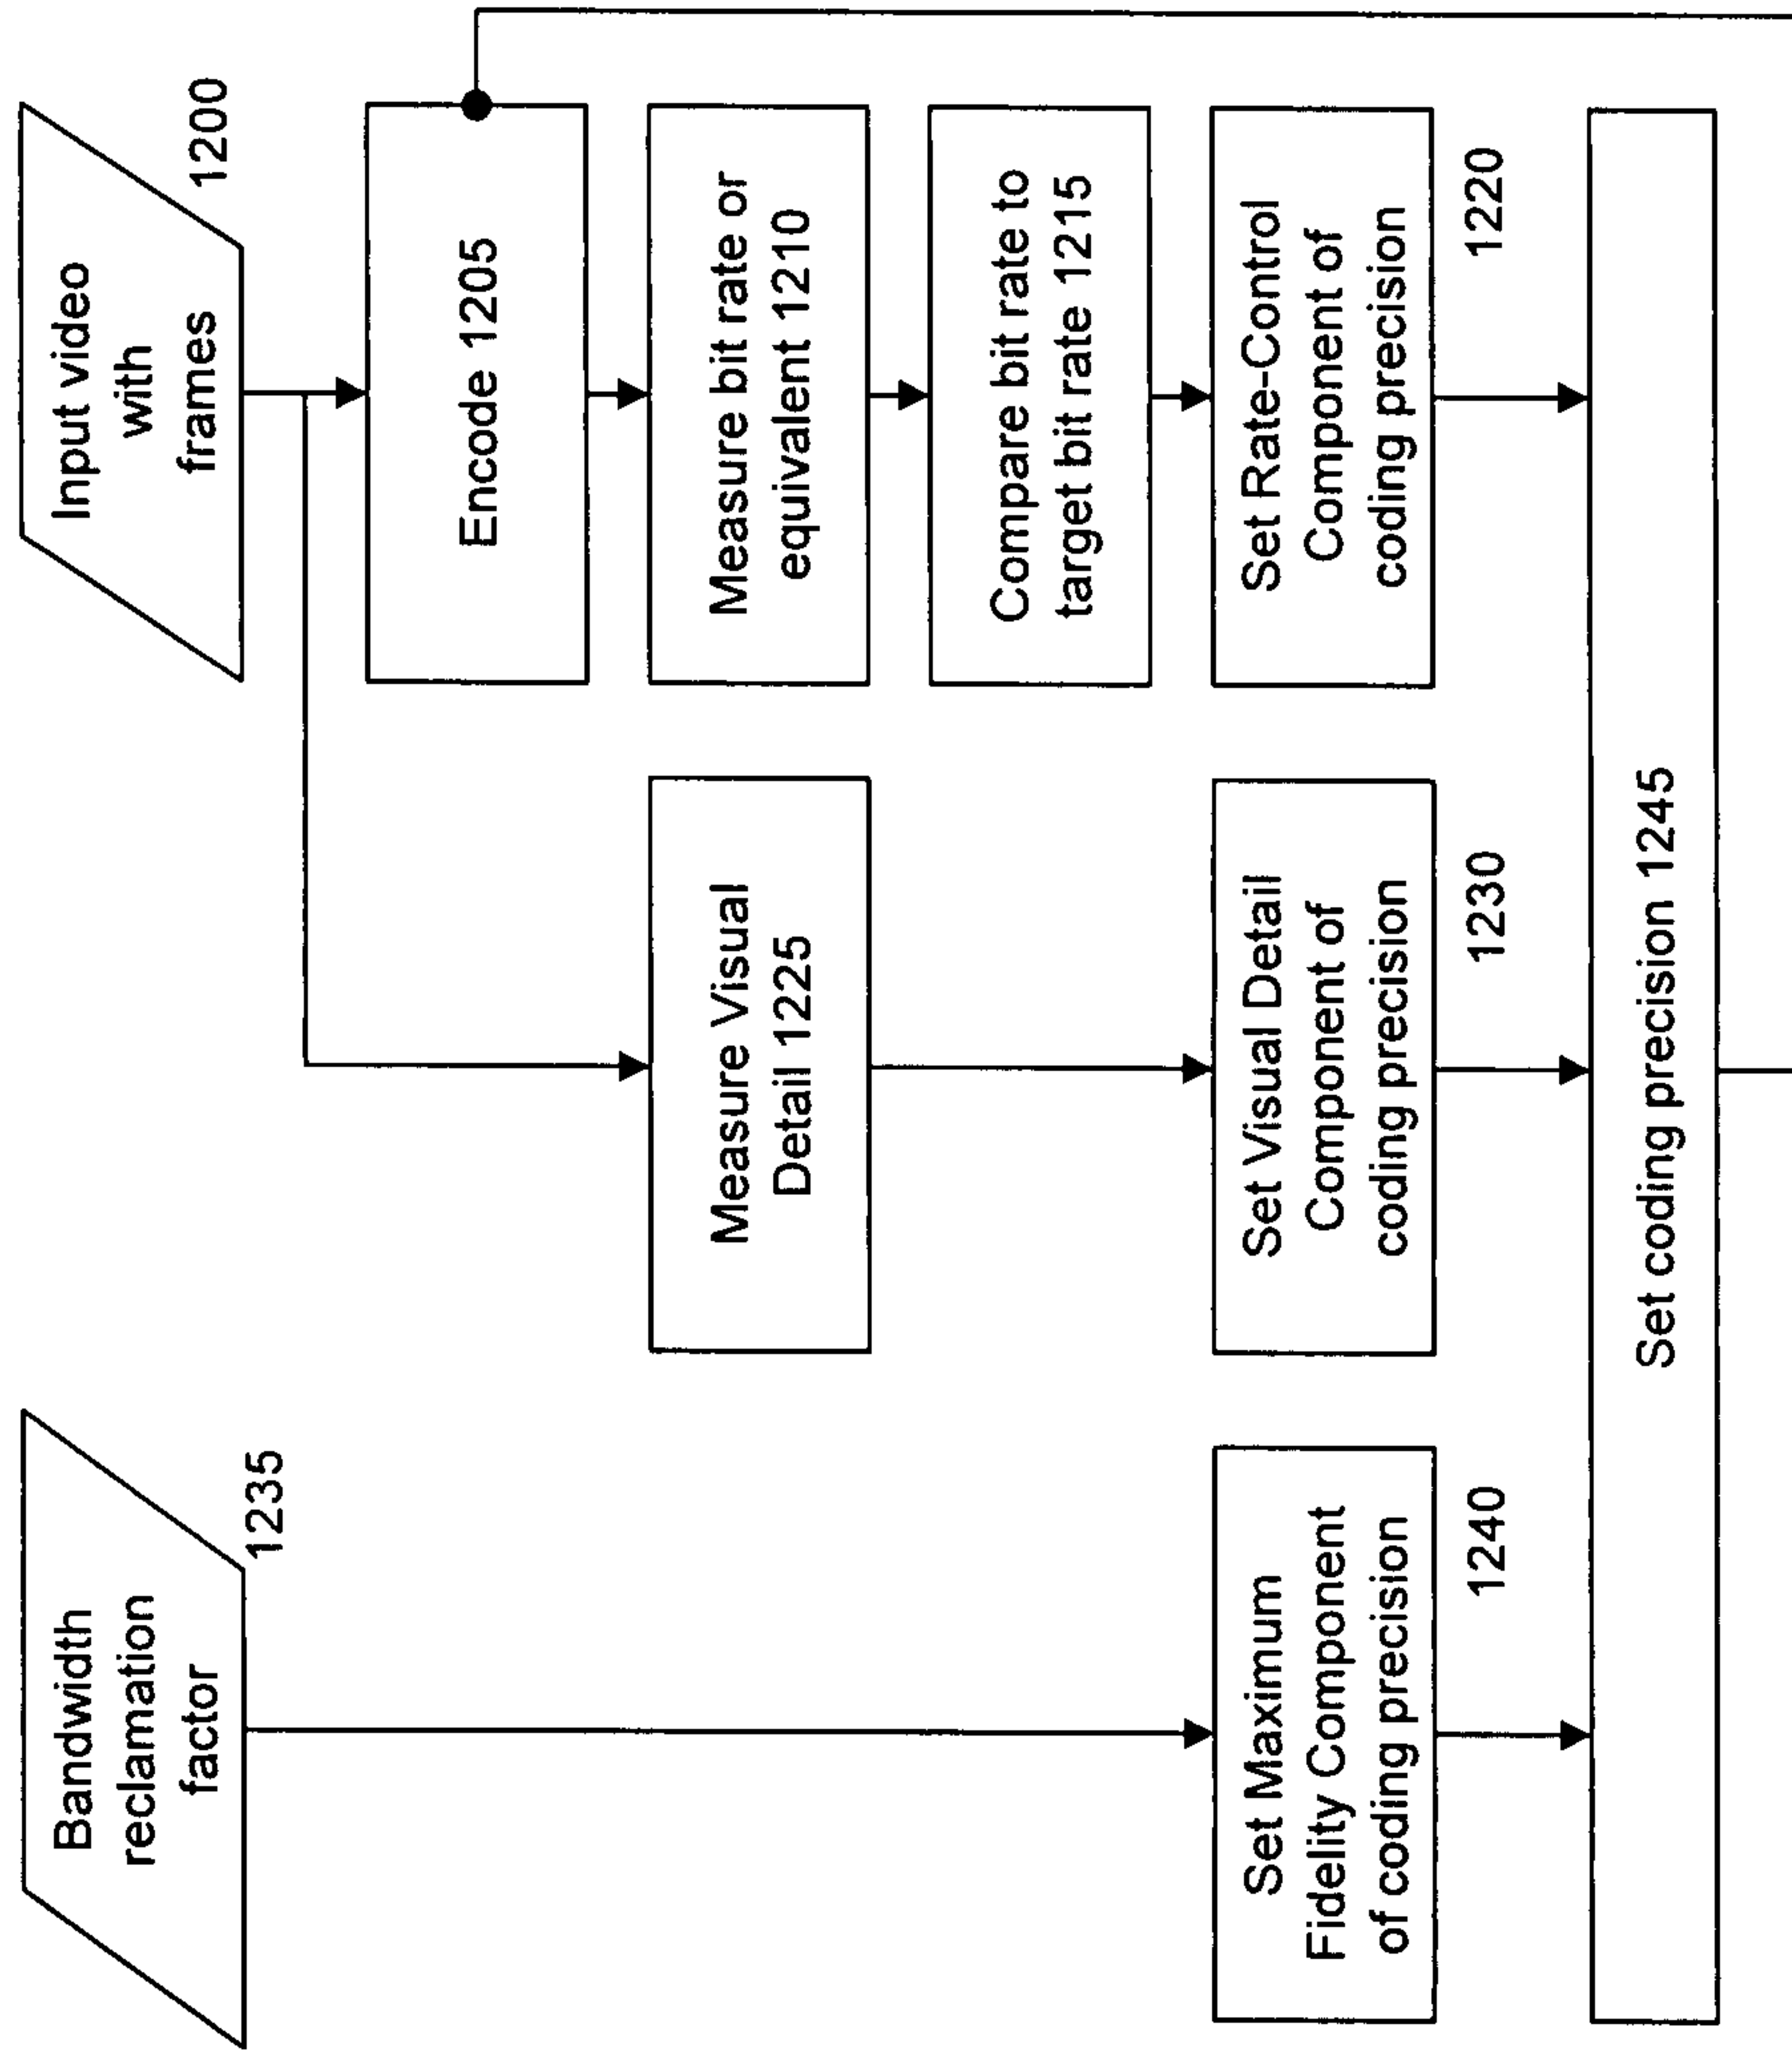 Bandwidth
reclamation
factor
1235
Input video
with
frames
1200
Encode 1205
Measure bit rate or
equivalent 1210
Measure Visual
Detail 1225
Compare bit rate to
target bit rate 1215
Set Maximum
Fidelity Component
of coding precision
1240
Set Visual Detail
Component of
coding precision
1230
Set Rate-Control
Component of
coding precision
1220
Set coding precision 1245